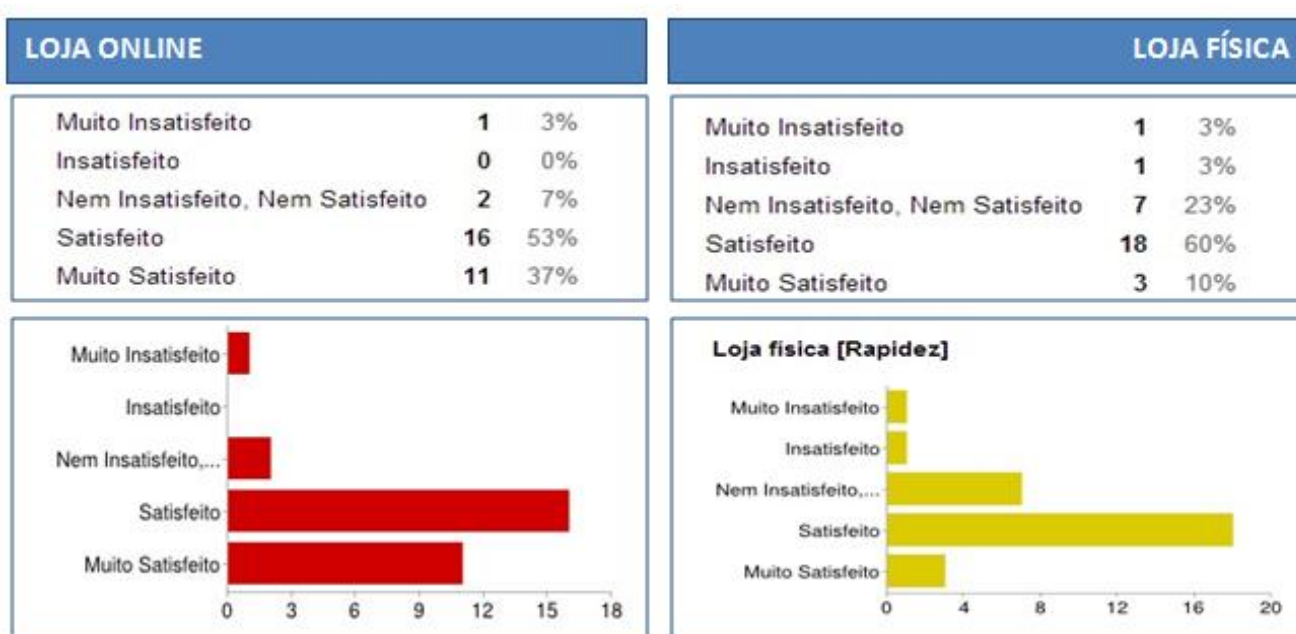 LOJA ONLINE
Muito Insatisfeito 1 3%
Insatisfeito 0 0%
Nem Insatisfeito, Nem Satisfeito 2 7%
Satisfeito 16 53%
Muito Satisfeito 11 37%
Muito Insatisfeito
Insatisfeito
Nem Insatisfeito,...
Satisfeito
Muito Satisfeito
0 3 6 9 12 15 18
LOJA FÍSICA
Muito Insatisfeito 1 3%
Insatisfeito 1 3%
Nem Insatisfeito, Nem Satisfeito 7 23%
Satisfeito 18 60%
Muito Satisfeito 3 10%
Loja física [Rapidez]
Muito Insatisfeito
Insatisfeito
Nem Insatisfeito,...
Satisfeito
Muito Satisfeito
0 4 8 12 16 20